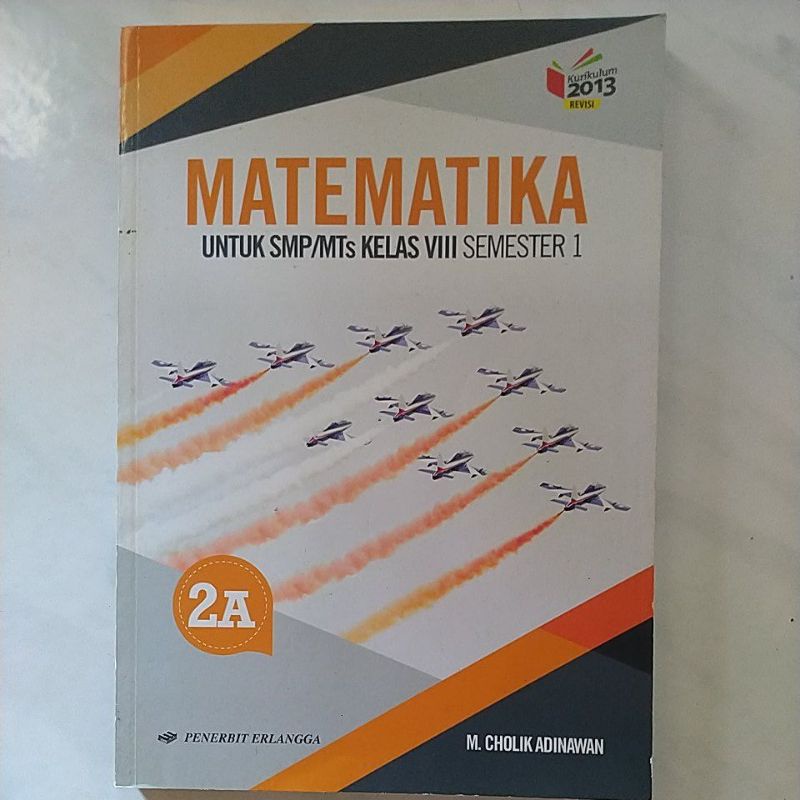 Kurikulum
2013
REVISI
MATEMATIKA
UNTUK SMP/MTs KELAS VIII SEMESTER 1
2A
PENERBIT ERLANGGA
M. CHOLIK ADINAWAN